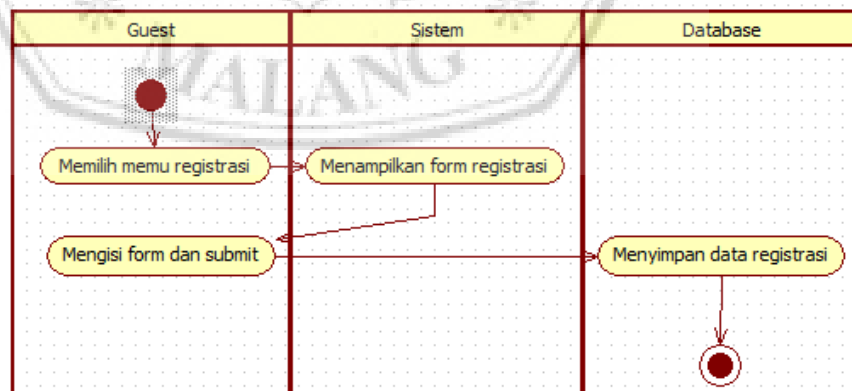 Guest
Sistem
Database
MALANG
Memilih memu registrasi
Menampilkan form registrasi
Mengisi form dan submit
Menyimpan data registrasi